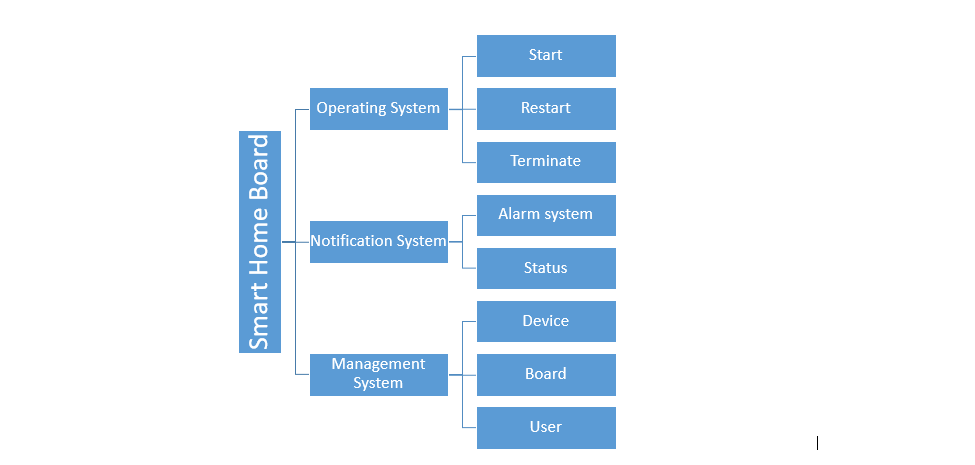 Smart Home Board
Operating System
Start
Restart
Terminate
Notification System
Alarm system
Status
Management
System
Device
Board
User